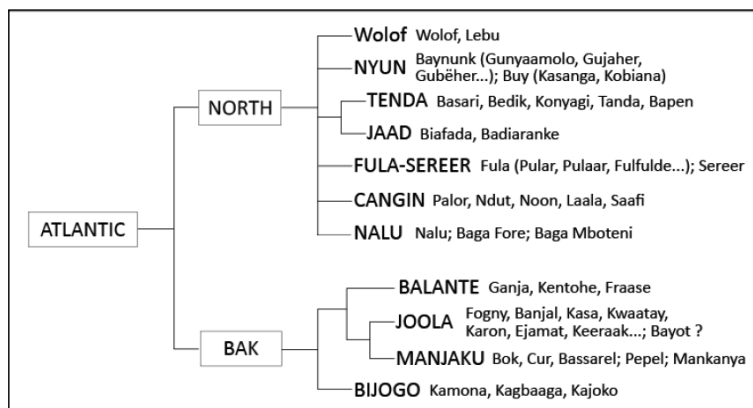 Wolof Wolof, Lebu
NYUN Baynunk (Gunyaamolo, Gujaher,
Gubëher...); Buy (Kasanga, Kobiana)
NORTH
TENDA Basari, Bedik, Konyagi, Tanda, Bapen
JAAD Biafada, Badiaranke
FULA-SEREER Fula (Pular, Pulaar, Fulfulde...); Sereer
CANGIN Palor, Ndut, Noon, Laala, Saafi
ATLANTIC
NALU Nalu; Baga Fore; Baga Mboteni
BALANTE Ganja, Kentohe, Fraase
JOOLA Fogny, Banjal, Kasa, Kwaatay,
Karon, Ejamat, Keeraak...; Bayot ?
BAK
MANJAKU Bok, Cur, Bassarel; Pepel; Mankanya
BIJOGO Kamona, Kagbaaga, Kajoko